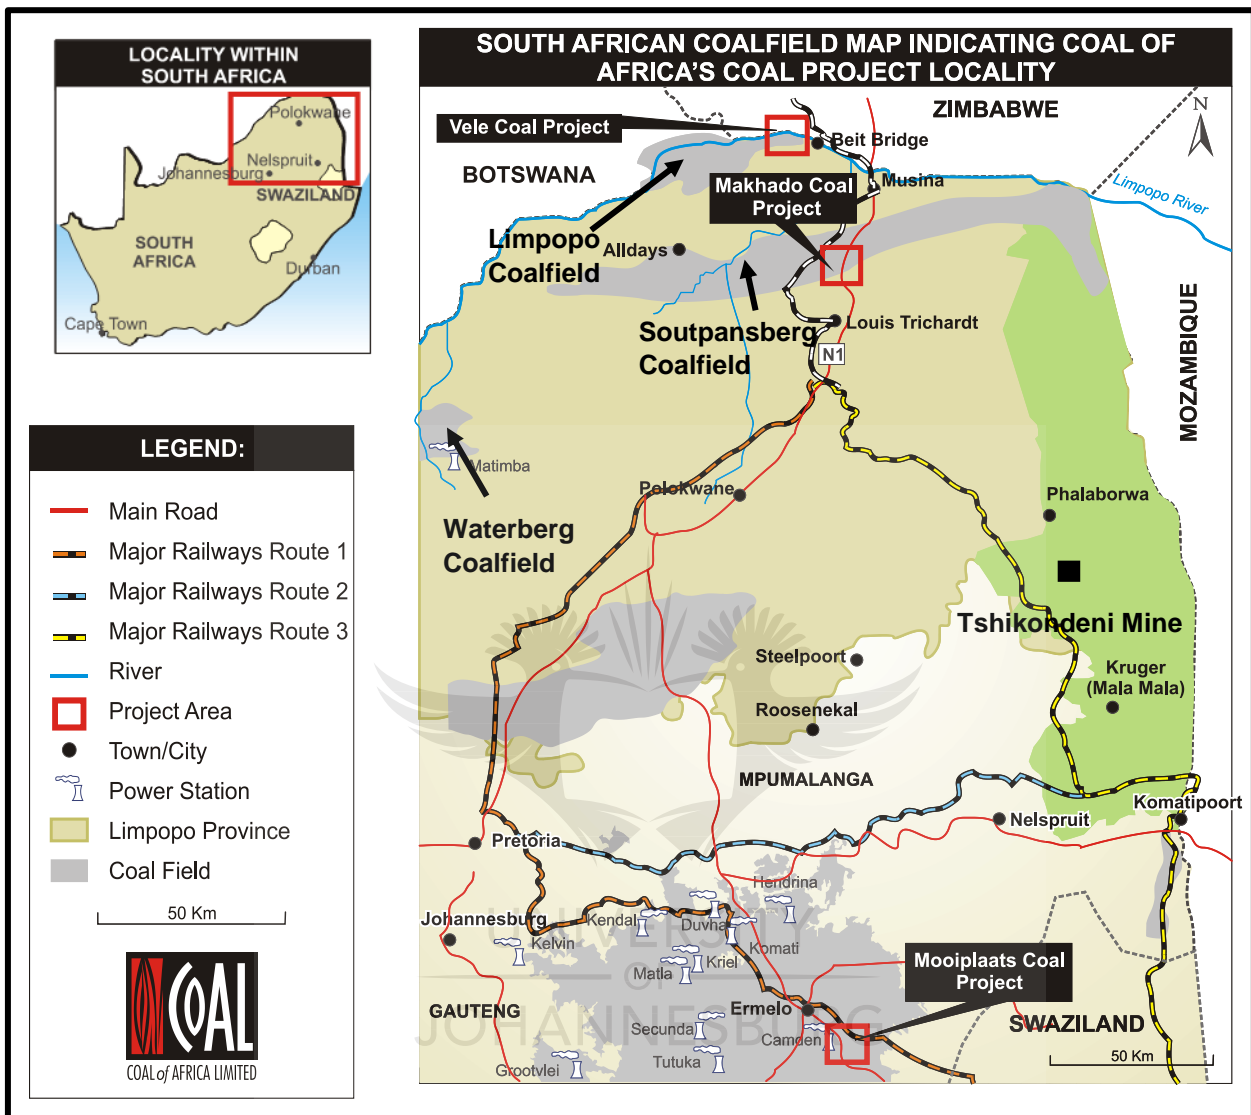 LOCALITY WITHIN
SOUTH AFRICA
Polokwane
Nelspruit
Johannesburg
SWAZILAND
SOUTH
AFRICA
Durban
Cape Town
SOUTH AFRICAN COALFIELD MAP INDICATING COAL OF
AFRICA'S COAL PROJECT LOCALITY
ZIMBABWE
N
Vele Coal Project
Beit Bridge
BOTSWANA
Makhado Coal
Project
Musina
Limpopo River
Limpopo
Coalfield
Alldays
MOZAMBIQUE
Soutpansberg
Coalfield
Louis Trichardt
N1
Matimba
Polokwane
Phalaborwa
Waterberg
Coalfield
Tshikondeni Mine
Steelpoort
Kruger
(Mala Mala)
Roosenekal
MPUMALANGA
Komatipoort
Nelspruit
Pretoria
Hendrina
Johannesburg
Kendal
Duvha
UNIVERSITY
Kelvin
Komati
Kriel
Matla
OF
Mooiplaats Coal
Project
GAUTENG
Ermelo
JOHANNESBURG
SWAZILAND
Secunda
Camden
Tutuka
Grootvlei
50 Km
LEGEND:
Main Road
Major Railways Route 1
Major Railways Route 2
Major Railways Route 3
River
Project Area
Town/City
Power Station
Limpopo Province
Coal Field
50 Km
COAL
COAL of AFRICA LIMITED